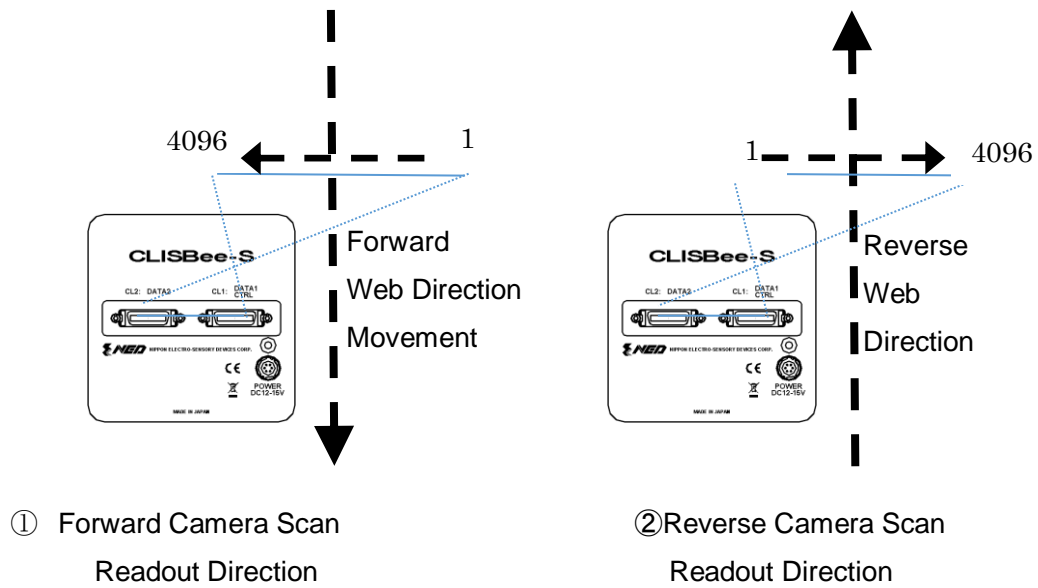 4096
1
CLISBee-S
CL2: DATA2
CL1: DATA1
CTRL
NED NIPPON ELECTRO-SENSORY DEVICES CORP.
CE
POWER
DC12-15V
MADE IN JAPAN
Forward
Web Direction
Movement
① Forward Camera Scan
Readout Direction
1
4096
CLISBee-S
CL2: DATA2
CL1: DATA1
CTRL
NED NIPPON ELECTRO-SENSORY DEVICES CORP.
CE
POWER
DC12-15V
MADE IN JAPAN
Reverse
Web
Direction
②Reverse Camera Scan
Readout Direction